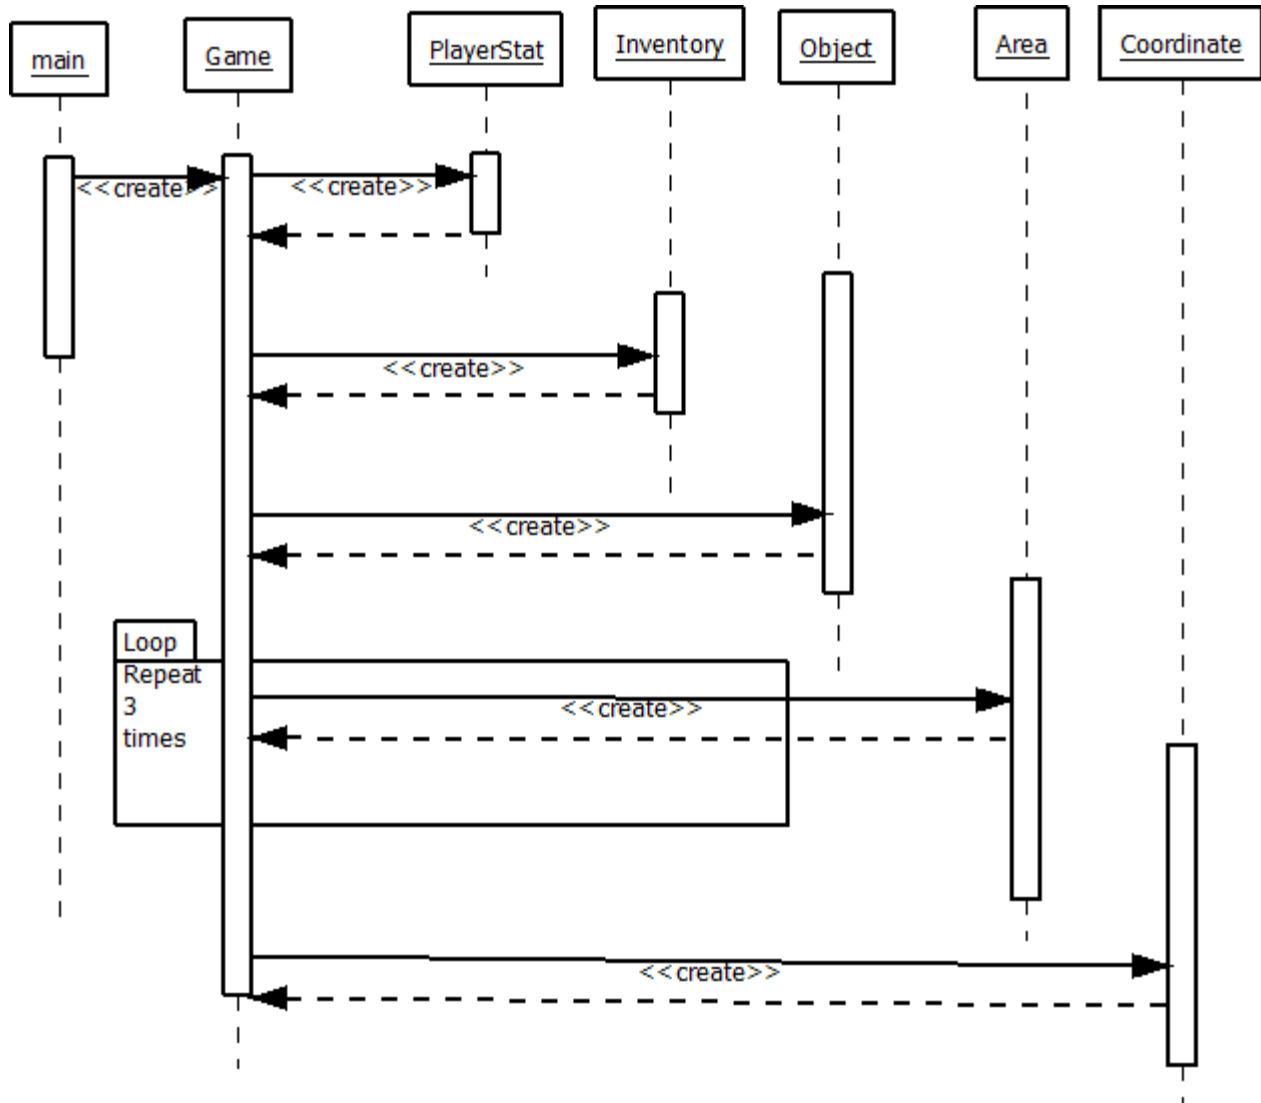 main
Game
PlayerStat
Inventory
Object
Area
Coordinate
<<create>>
<<create>>
<<create>>
<<create>>
Loop
Repeat
3
times
<<create>>
<<create>>